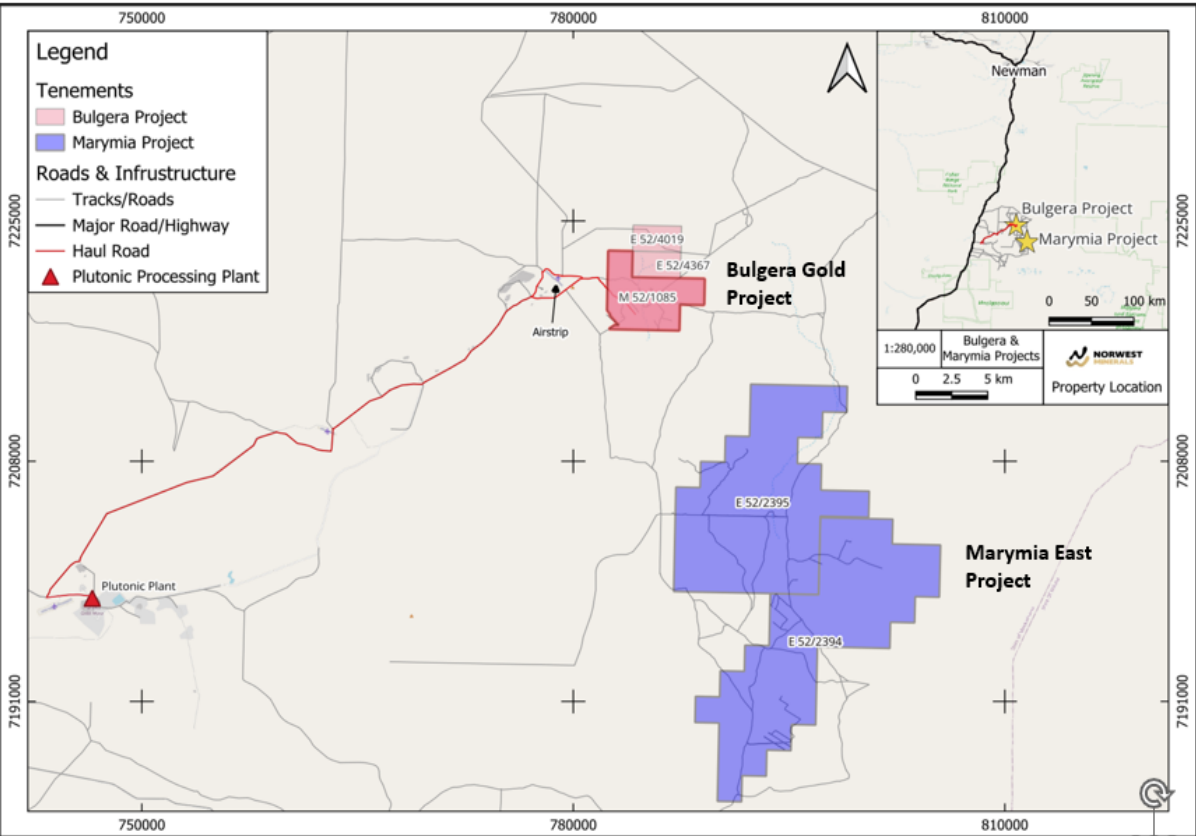 750000
780000
810000
Legend
Tenements
Bulgera Project
Marymia Project
Roads & Infrustructure
Tracks/Roads
Major Road/Highway
Haul Road
Plutonic Processing Plant
Newman
Bulgera Project
Marymia Project
0 50 100 km
1:280,000
Bulgera &
Marymia Projects
NORWEST
MINERALS
0 2.5 5 km
Property Location
7225000
7225000
E 52/4019
E 52/4367
M 52/1085
Bulgera Gold
Project
Airstrip
7208000
7208000
E 52/2395
Marymia East
Project
Plutonic Plant
E 52/2394
7191000
7191000
750000
780000
810000